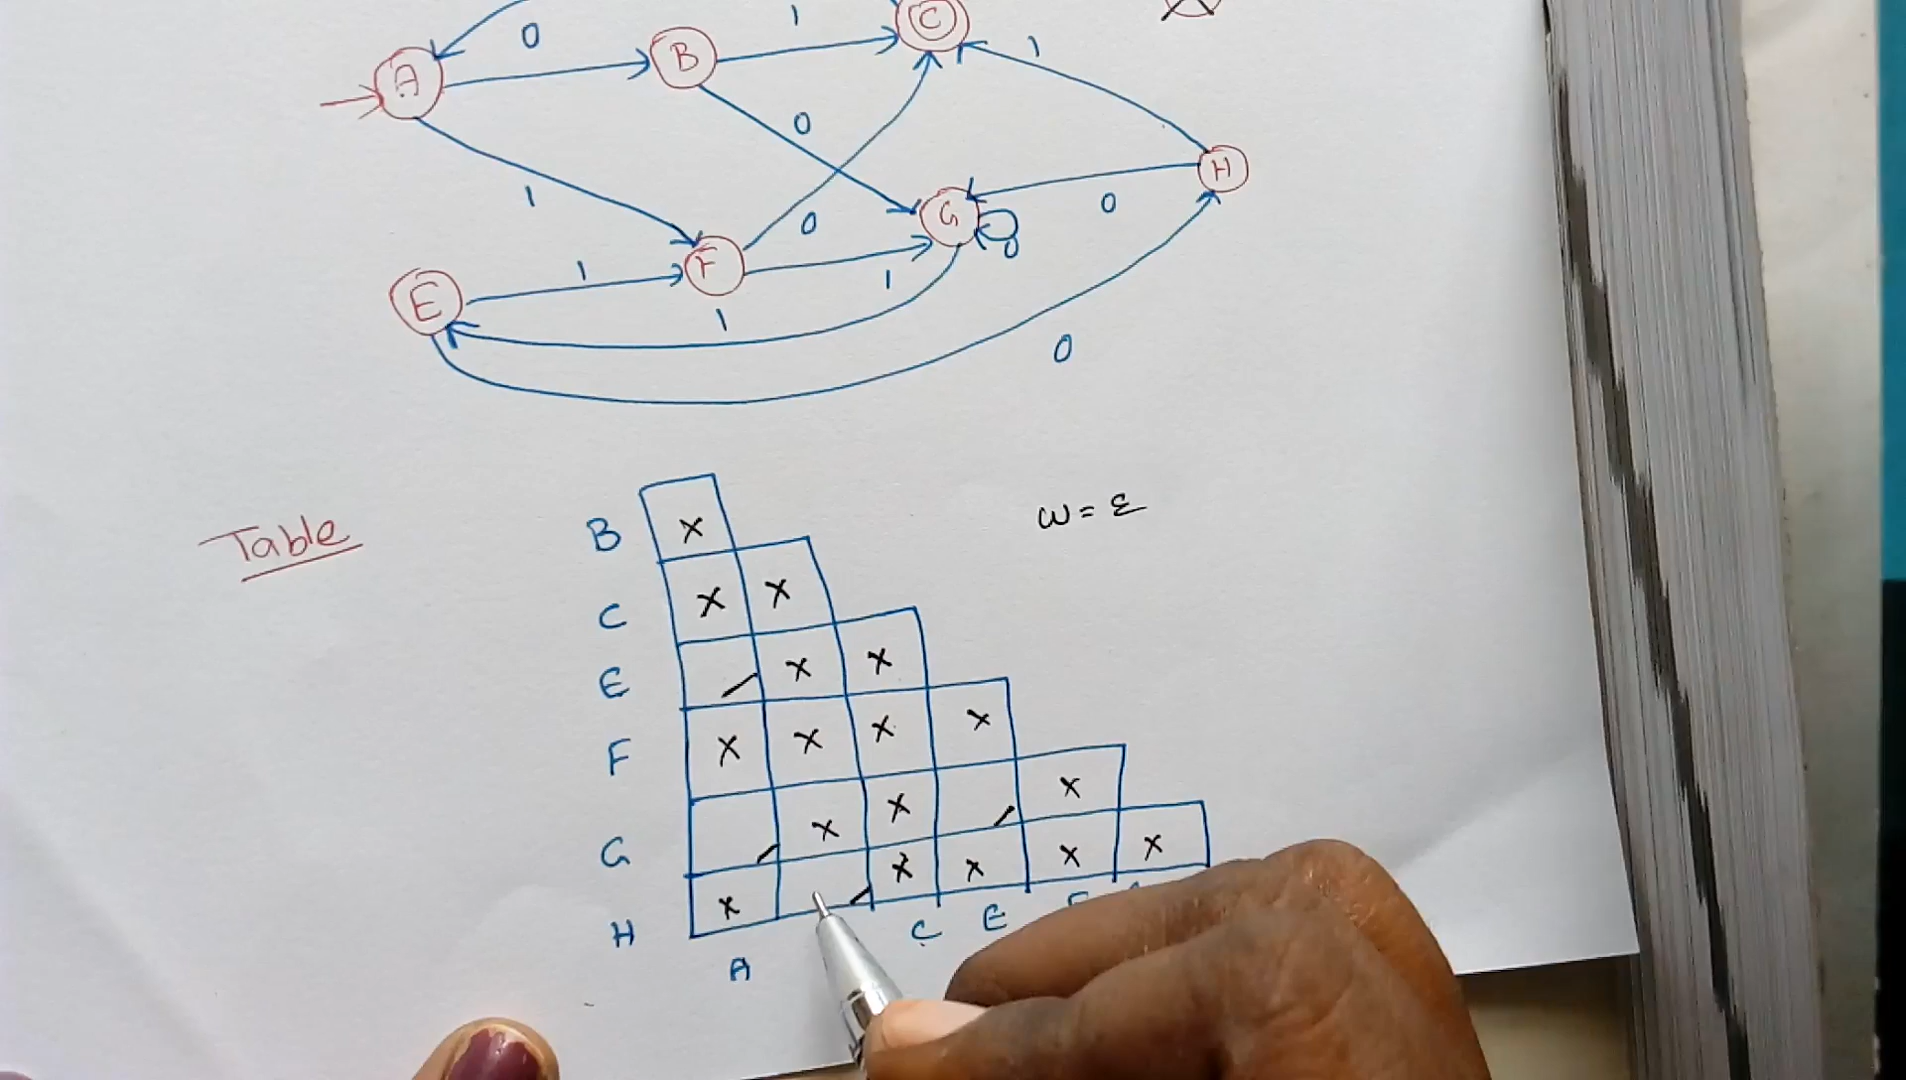 1
C
0
B
1
A
0
H
1
0
G
0
0
F
1
1
E
1
0
Table
w = ε
B x
C x x
E x x
F x x x x
G x x x
H x x x x x
A C E